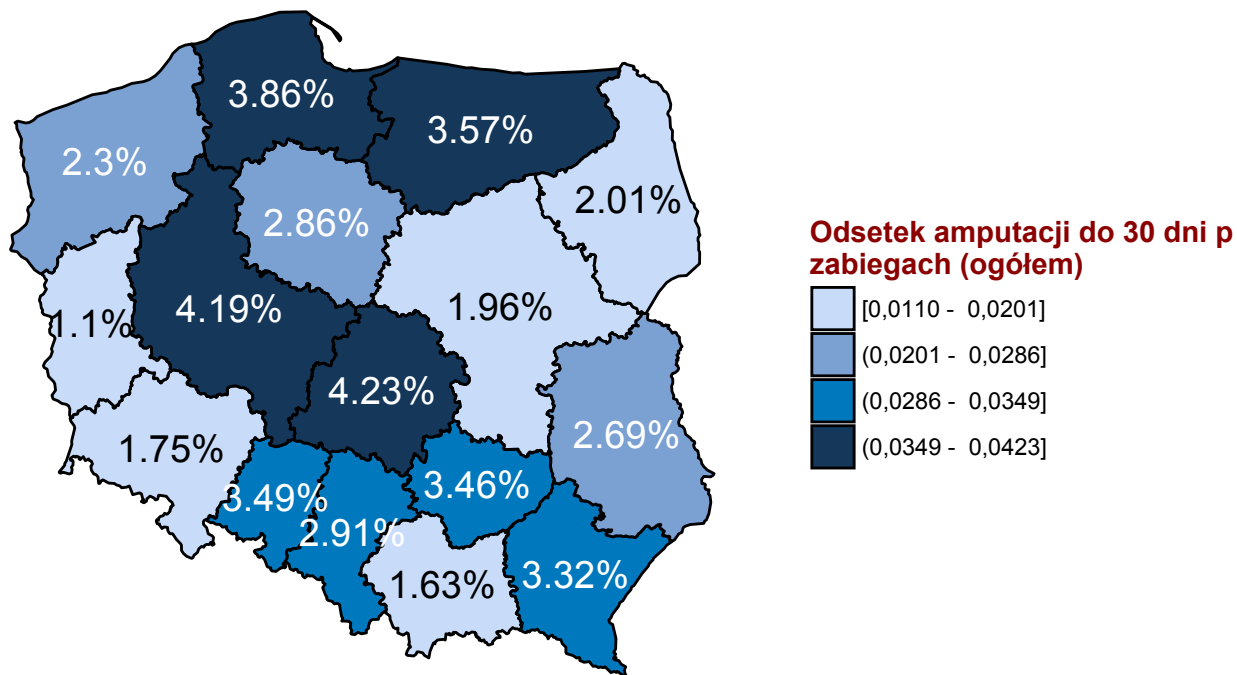 3.86%
3.57%
2.3%
2.01%
2.86%
1.96%
4.19%
1.1%
4.23%
2.69%
1.75%
3.46%
3.49%
2.91%
3.32%
1.63%
Odsetek amputacji do 30 dni p
zabiegach (ogółem)
[0,0110 - 0,0201]
(0,0201 - 0,0286]
(0,0286 - 0,0349]
(0,0349 - 0,0423]